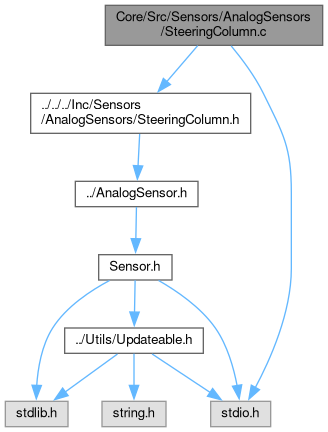 Core/Src/Sensors/AnalogSensors
/SteeringColumn.c
../../../Inc/Sensors
/AnalogSensors/SteeringColumn.h
../AnalogSensor.h
Sensor.h
../Utils/Updateable.h
stdlib.h
string.h
stdio.h